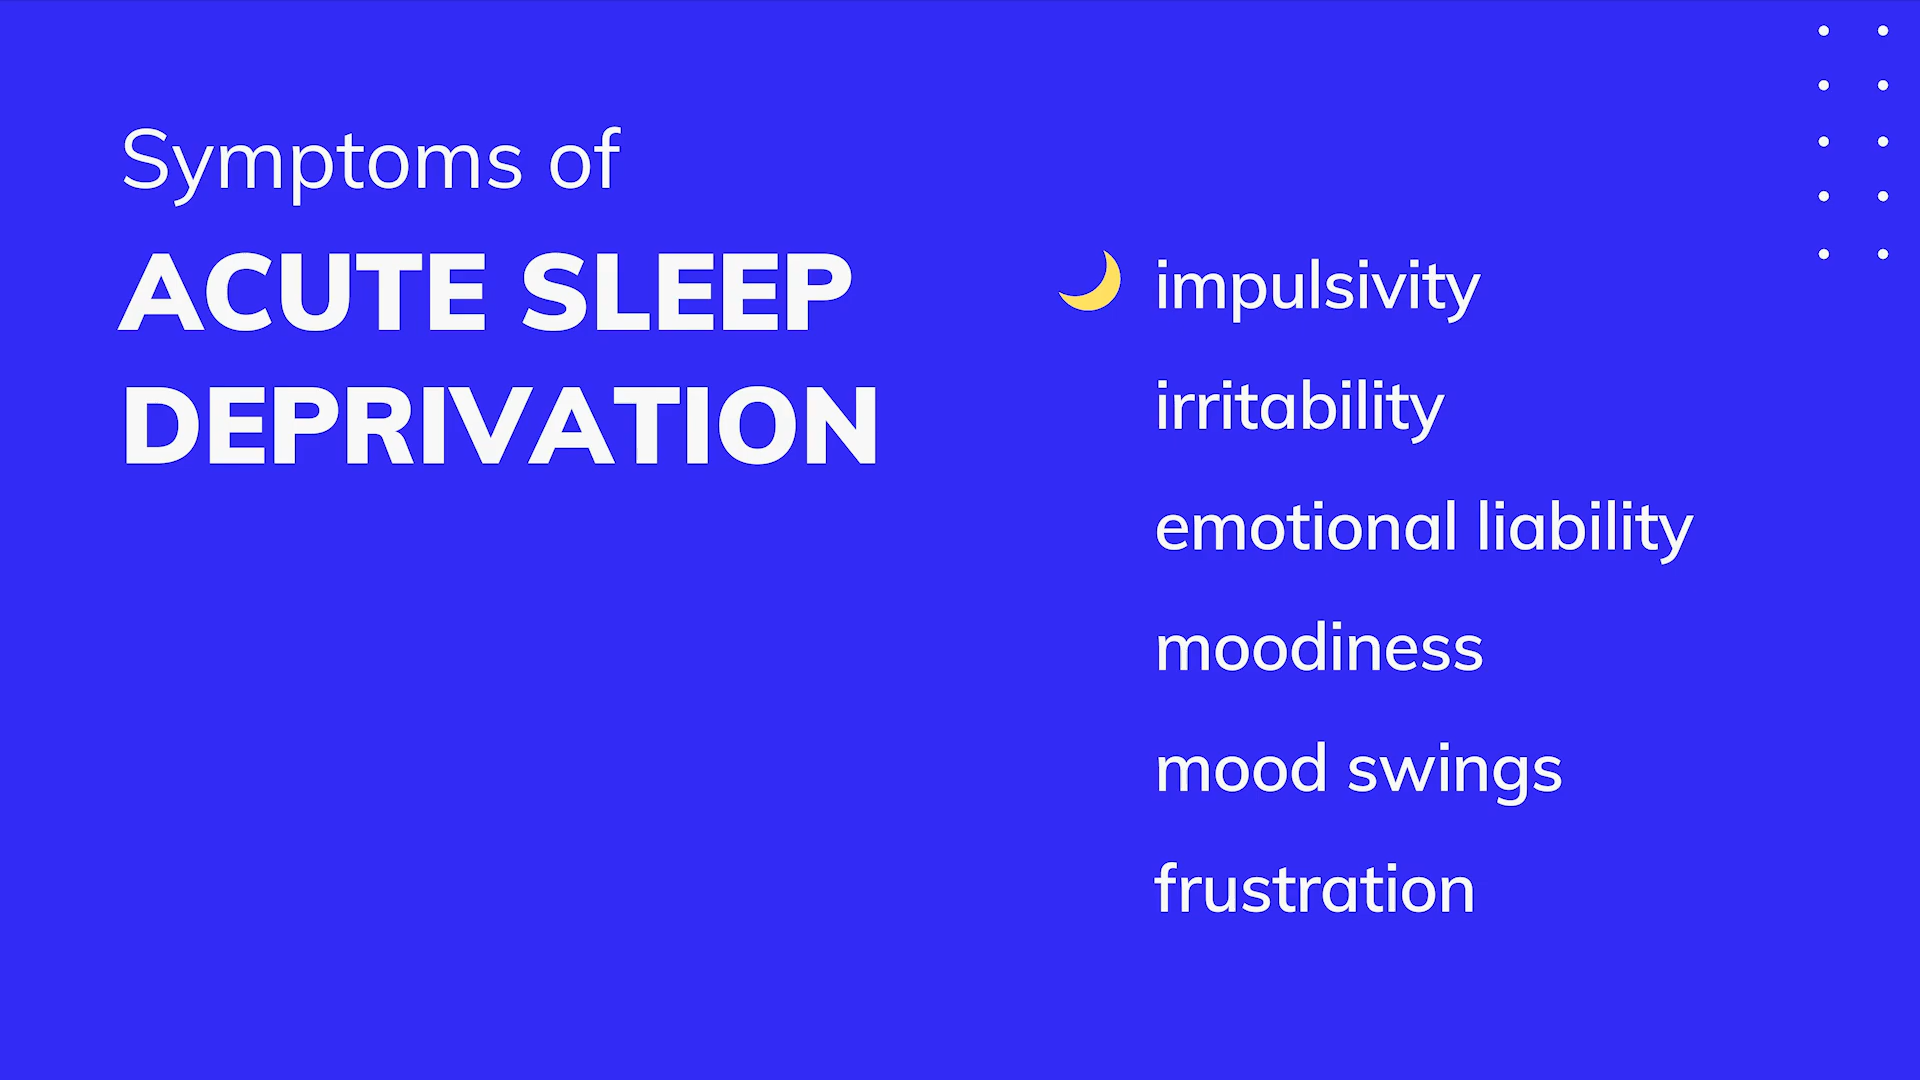 Symptoms of
ACUTE SLEEP
DEPRIVATION
impulsivity
irritability
emotional liability
moodiness
mood swings
frustration